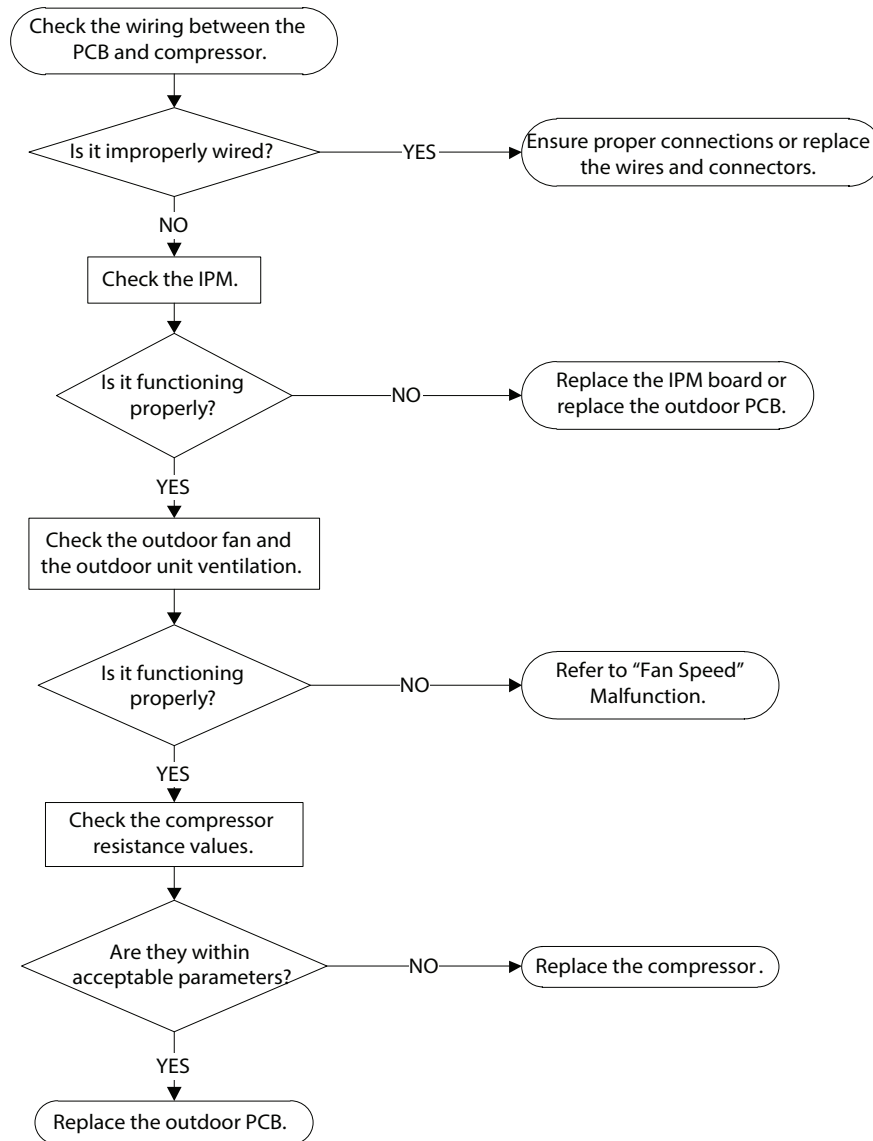 Check the wiring between the
PCB and compressor.
Is it improperly wired?
YES
Ensure proper connections or replace
the wires and connectors.
NO
Check the IPM.
Is it functioning
properly?
NO
Replace the IPM board or
replace the outdoor PCB.
YES
Check the outdoor fan and
the outdoor unit ventilation.
Is it functioning
properly?
NO
Refer to “Fan Speed”
Malfunction.
YES
Check the compressor
resistance values.
Are they within
acceptable parameters?
NO
Replace the compressor.
YES
Replace the outdoor PCB.